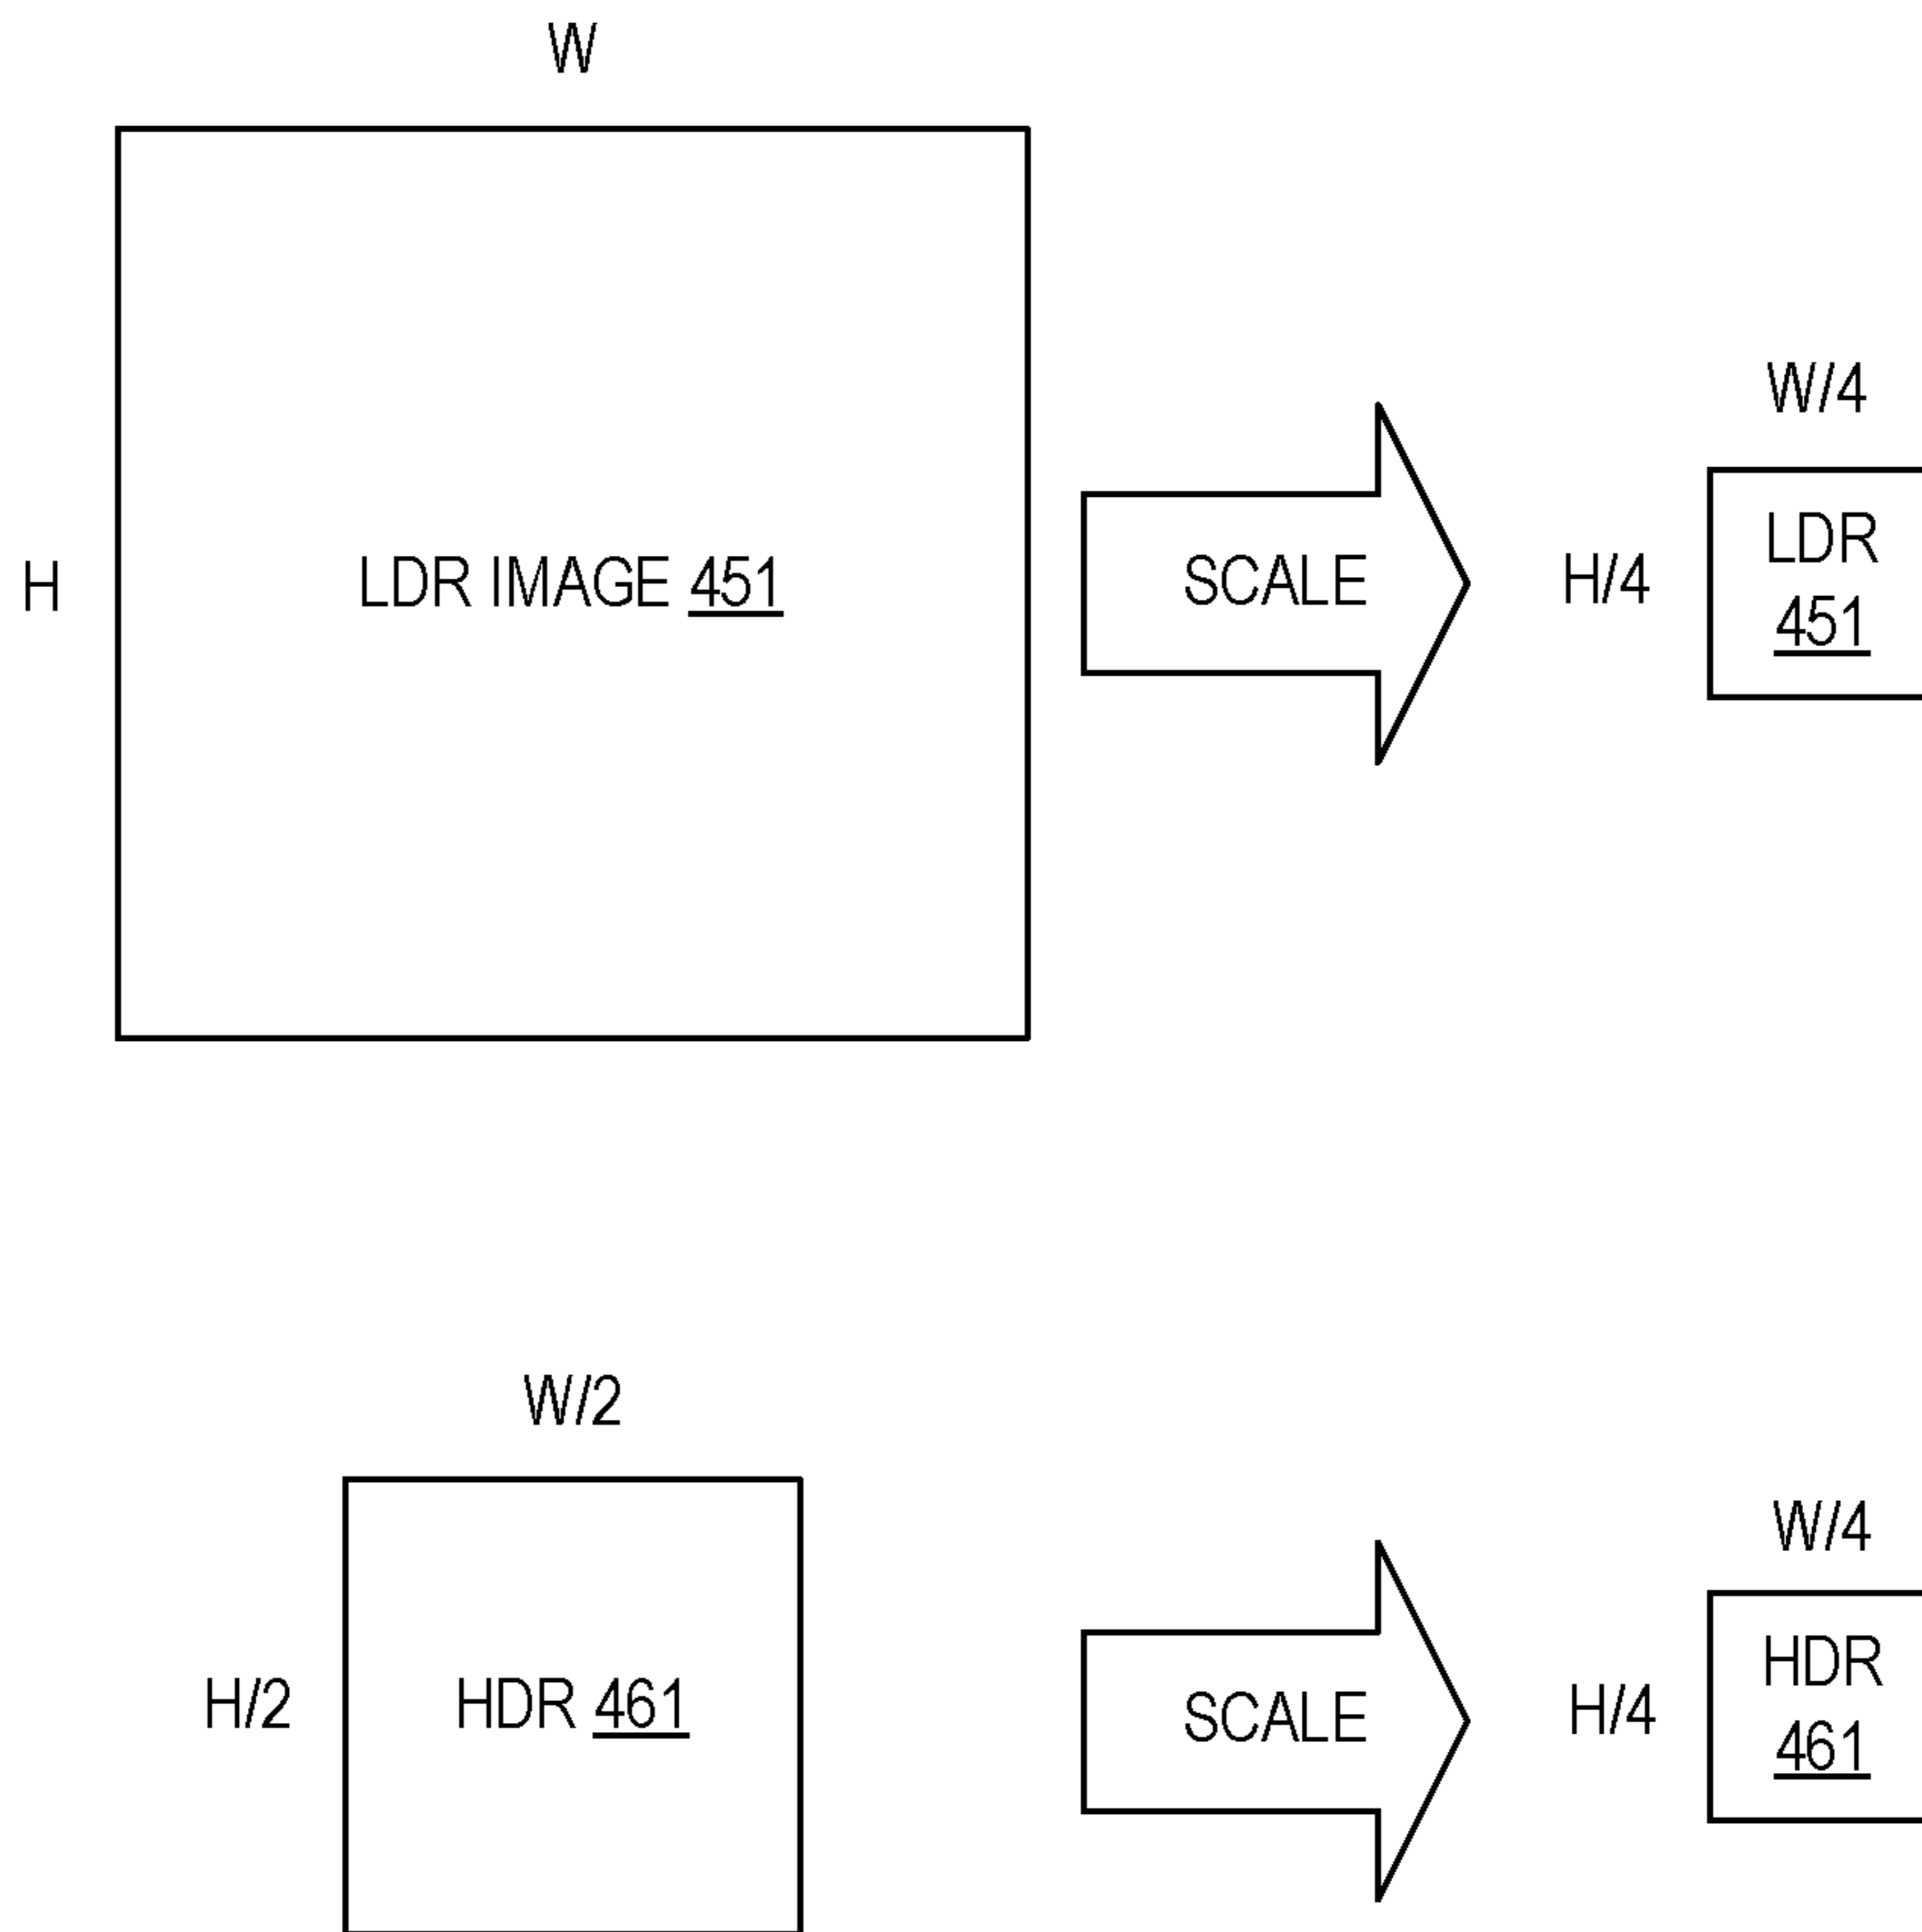 W
H
LDR IMAGE 451
SCALE
W/4
H/4
LDR
451
W/2
H/2
HDR 461
SCALE
W/4
H/4
HDR
461